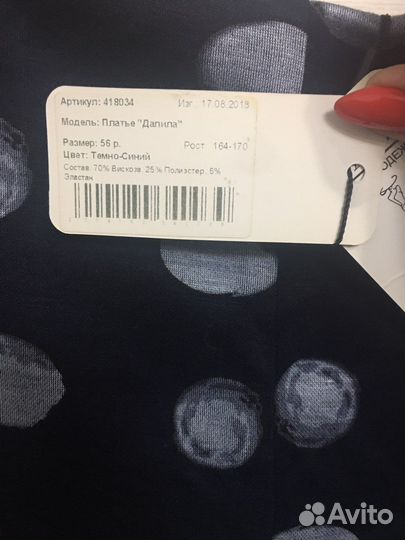 Артикул: 418034 Изг.: 17.08.2018
Модель: Платье "Далила"
Размер: 56 р. Рост: 164-170
Цвет: Темно-Синий
Состав: 70% Вискоза, 25% Полиэстер, 5%
Эластан
Avito